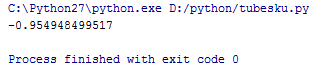 C:\Python27\python.exe D:/python/tubesku.py
-0.954948499517
Process finished with exit code 0